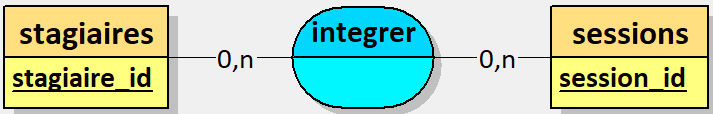 stagiaires
stagiaire_id
0,n
integrer
0,n
sessions
session_id